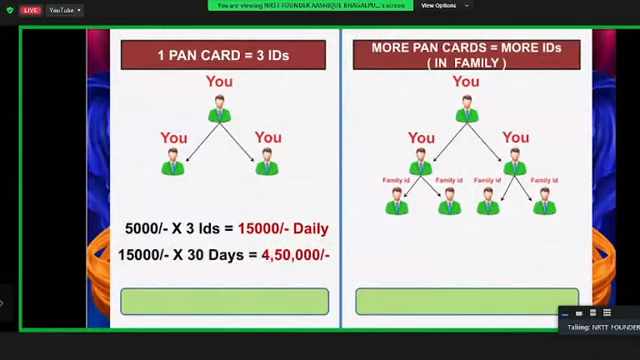 You are viewing NRTT FOUNDER AASHIQUE BHAGALPU...'s screen
View Options
LIVE
YouTube
1 PAN CARD = 3 IDs
You
You
You
5000/- X 3 Ids = 15000/- Daily
15000/- X 30 Days = 4,50,000/-
MORE PAN CARDS = MORE IDs
( IN FAMILY )
You
You
You
Family id
Family id
Family id
Family id
Talking: NRTT FOUNDER